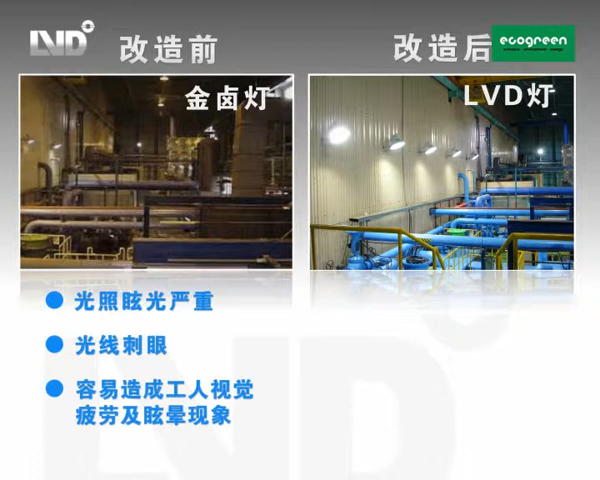 LVD
改造前
改造后
ecogreen
金卤灯
LVD灯
光照眩光严重
光线刺眼
容易造成工人视觉
疲劳及眩晕现象
LVD